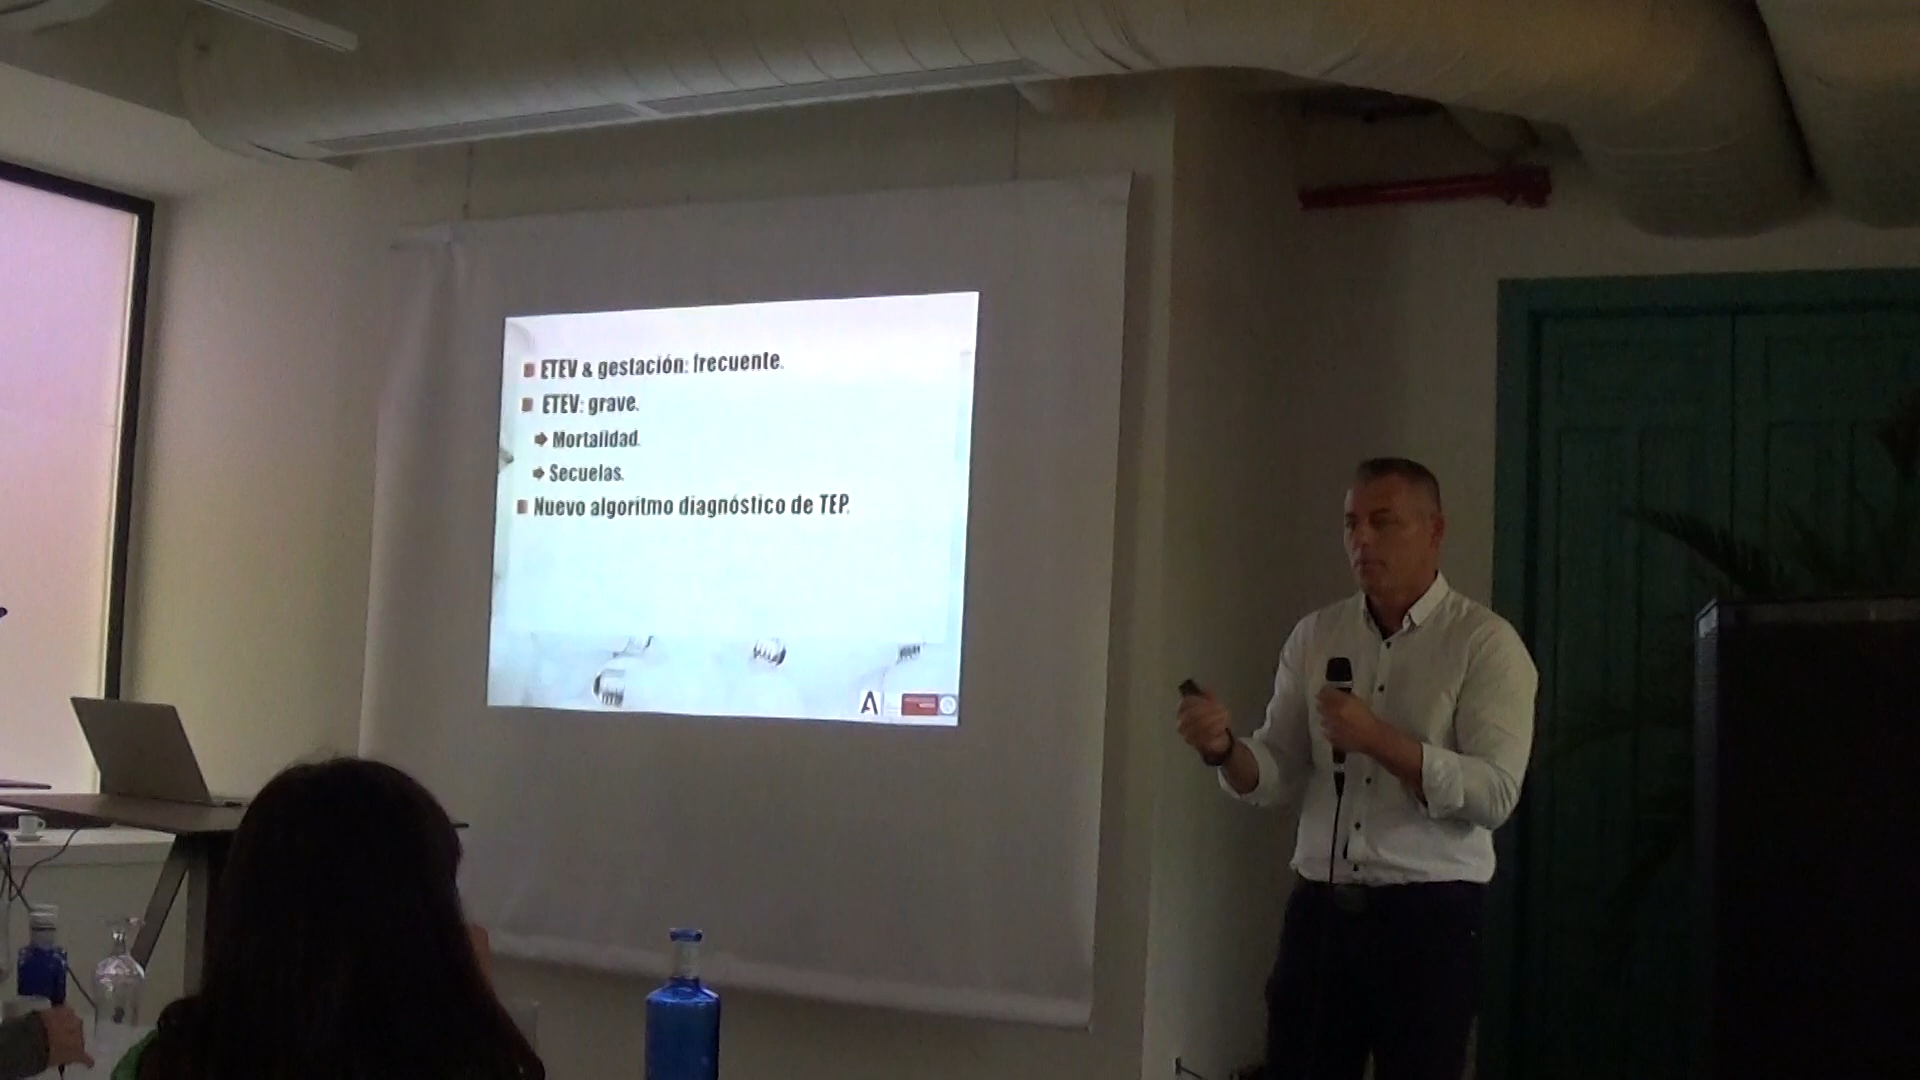 ETEV & gestación: frecuente.
ETEV: grave.
Mortalidad.
Secuelas.
Nuevo algoritmo diagnóstico de TEP.
A